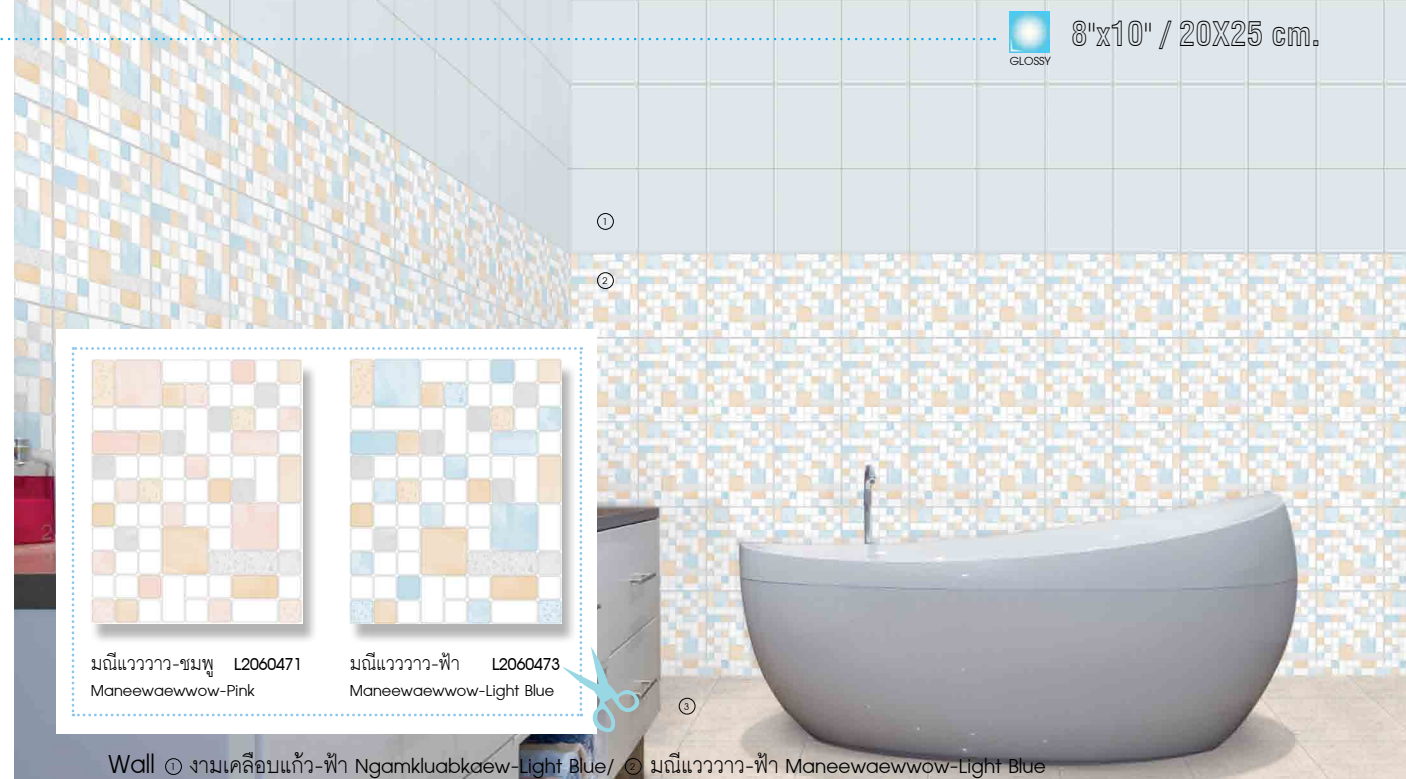 8"x10" / 20X25 cm.
GLOSSY
①
②
มณีแวววาว-ชมพู L2060471
Maneewaewwow-Pink
มณีแวววาว-ฟ้า L2060473
Maneewaewwow-Light Blue
③
Wall ① งามเคลือบแก้ว-ฟ้า Ngamkluabkaew-Light Blue/ ② มณีแวววาว-ฟ้า Maneewaewwow-Light Blue